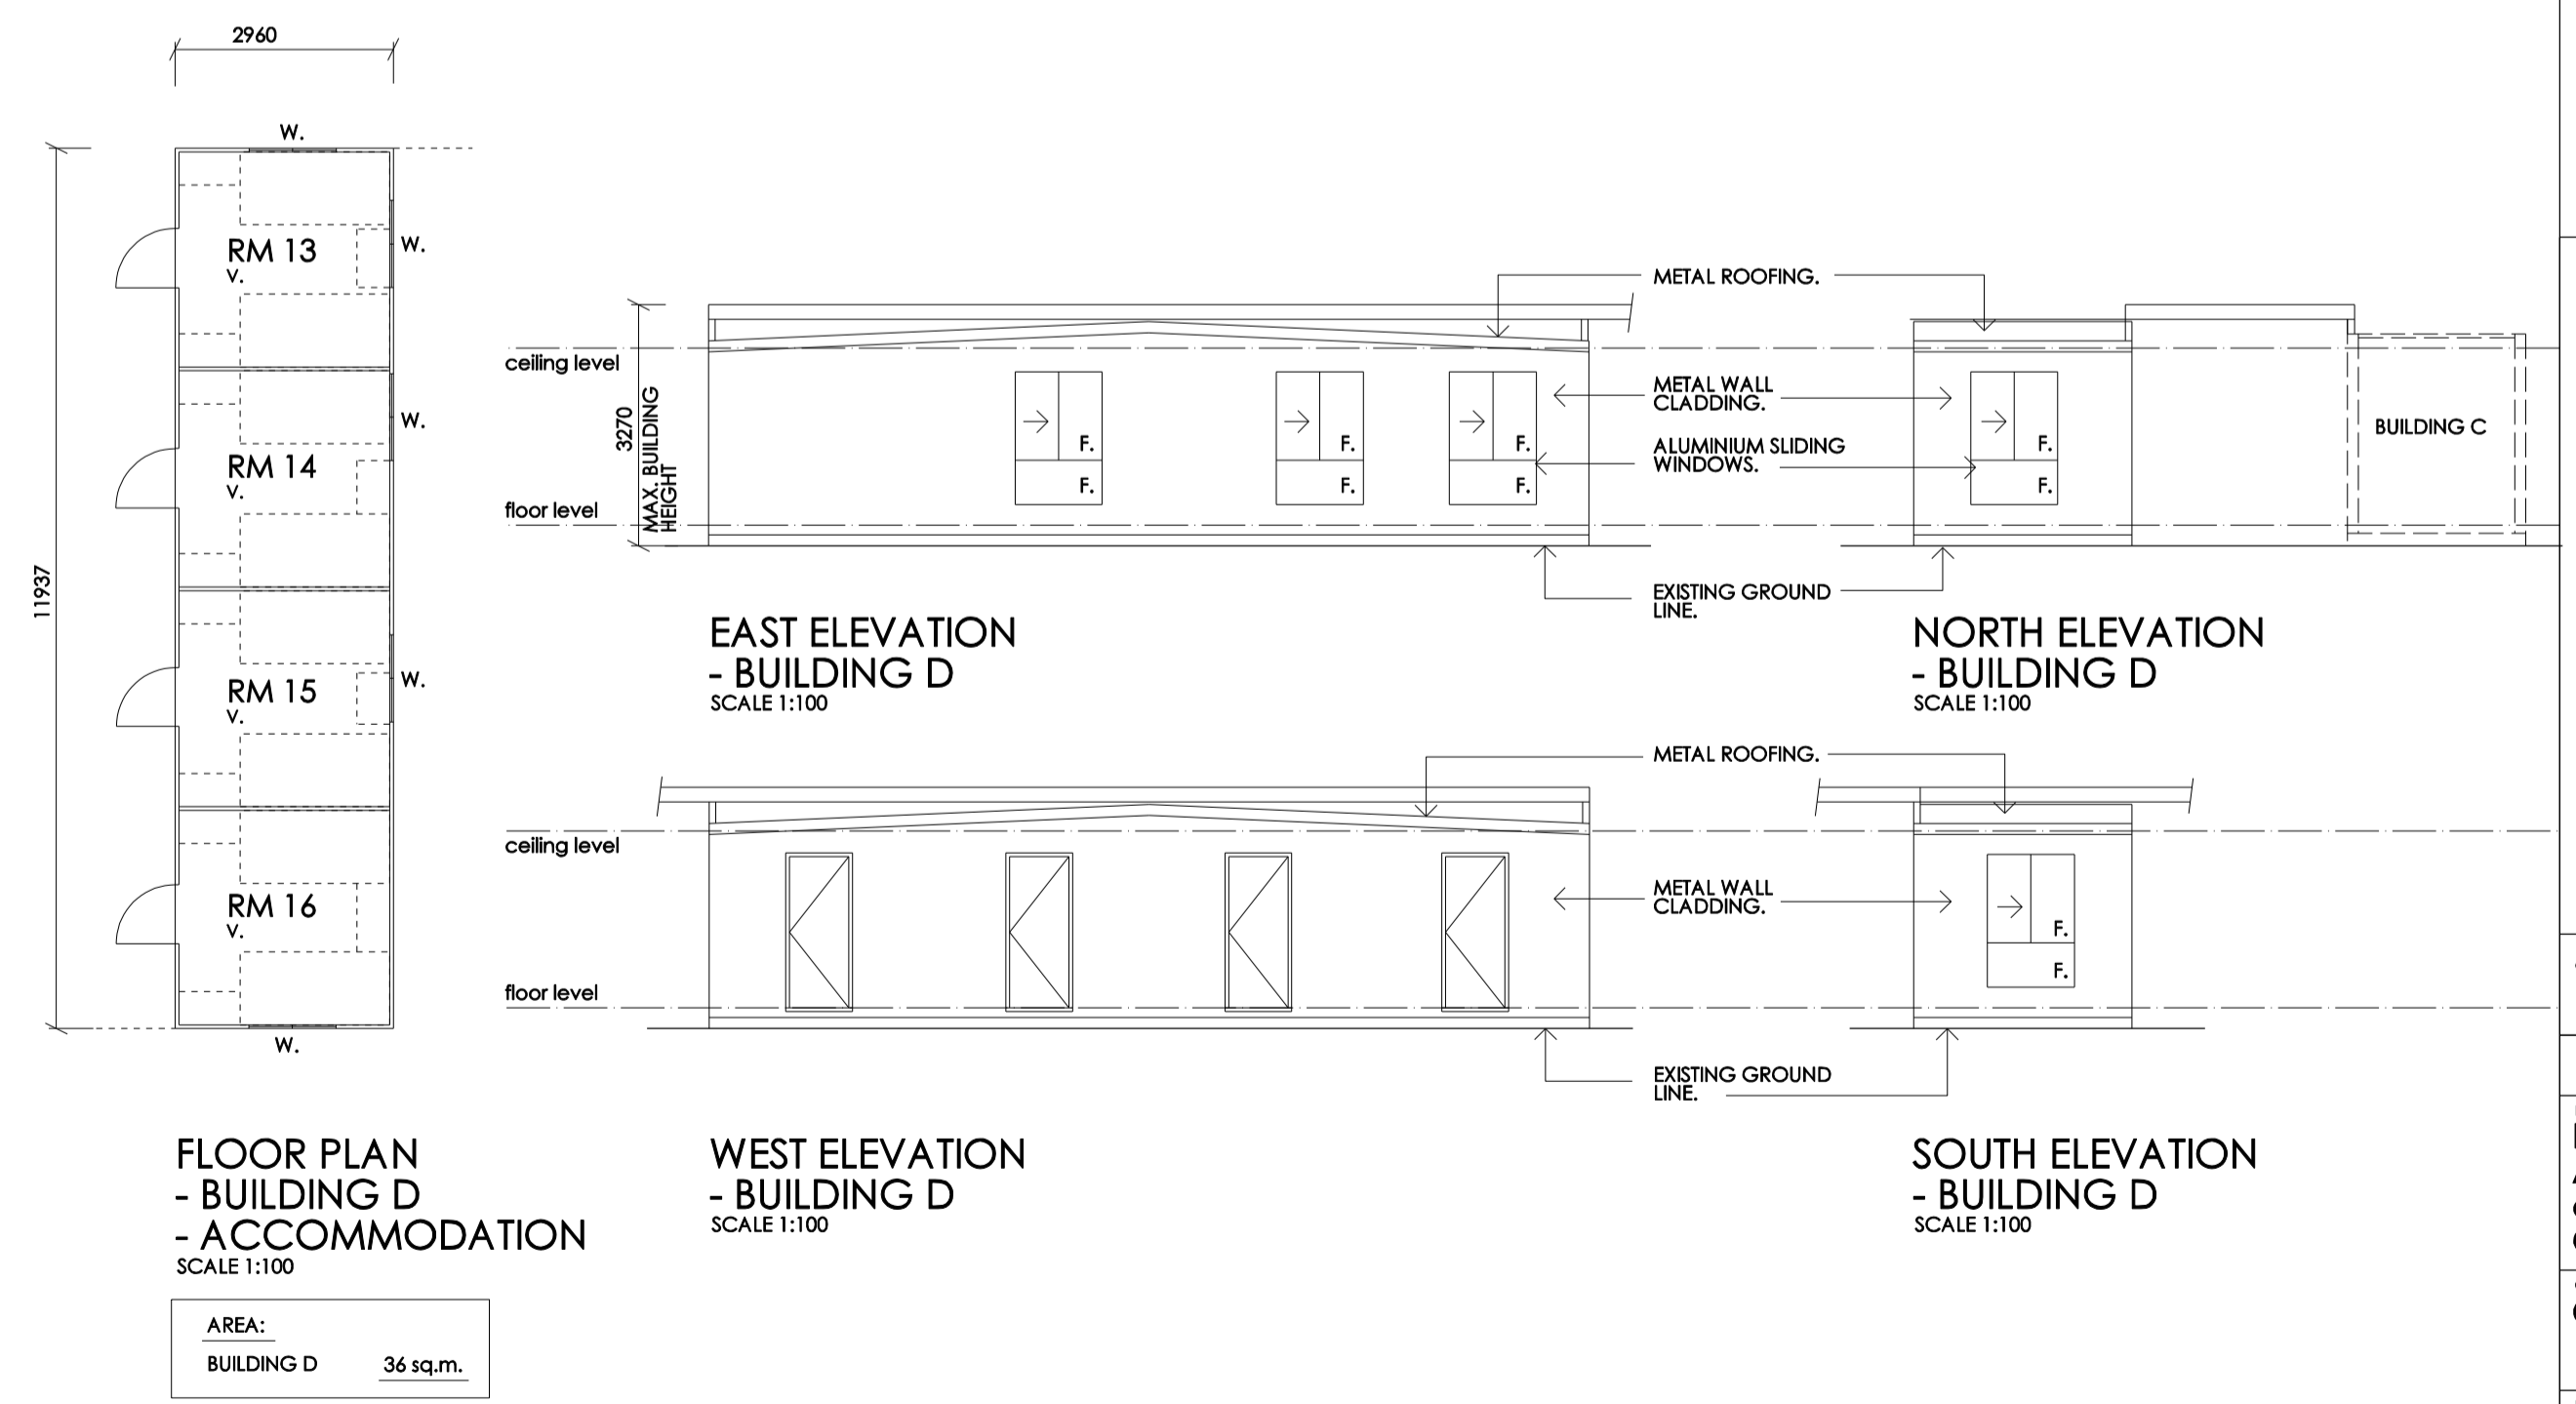 2960
W.
RM 13
V.
W.
RM 14
V.
W.
11937
RM 15
V.
W.
RM 16
V.
W.
FLOOR PLAN
- BUILDING D
- ACCOMMODATION
SCALE 1:100
AREA:
BUILDING D 36 sq.m.
ceiling level
floor level
3270
MAX. BUILDING
HEIGHT
F.
F.
F.
F.
F.
F.
EAST ELEVATION
- BUILDING D
SCALE 1:100
METAL ROOFING.
METAL WALL
CLADDING.
ALUMINIUM SLIDING
WINDOWS.
EXISTING GROUND
LINE.
F.
F.
BUILDING C
NORTH ELEVATION
- BUILDING D
SCALE 1:100
ceiling level
floor level
WEST ELEVATION
- BUILDING D
SCALE 1:100
METAL ROOFING.
METAL WALL
CLADDING.
EXISTING GROUND
LINE.
F.
F.
SOUTH ELEVATION
- BUILDING D
SCALE 1:100